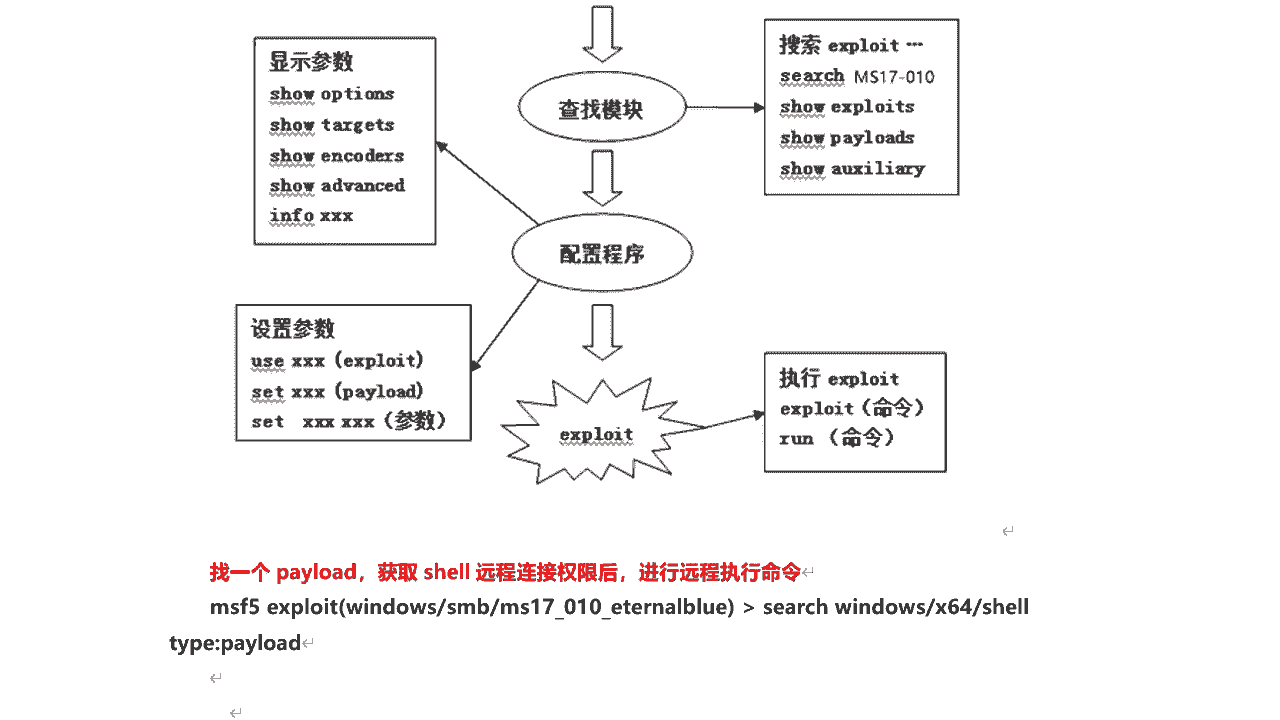 显示参数
show options
show targets
show encoders
show advanced
info xxx
查找模块
搜索 exploit …
search MS17-010
show exploits
show payloads
show auxiliary
配置程序
设置参数
use xxx（exploit）
set xxx（payload）
set xxx xxx（参数）
exploit
执行 exploit
exploit（命令）
run （命令）
找一个 payload，获取 shell 远程连接权限后，进行远程执行命令
msf5 exploit(windows/smb/ms17_010_eternalblue) > search windows/x64/shell
type:payload